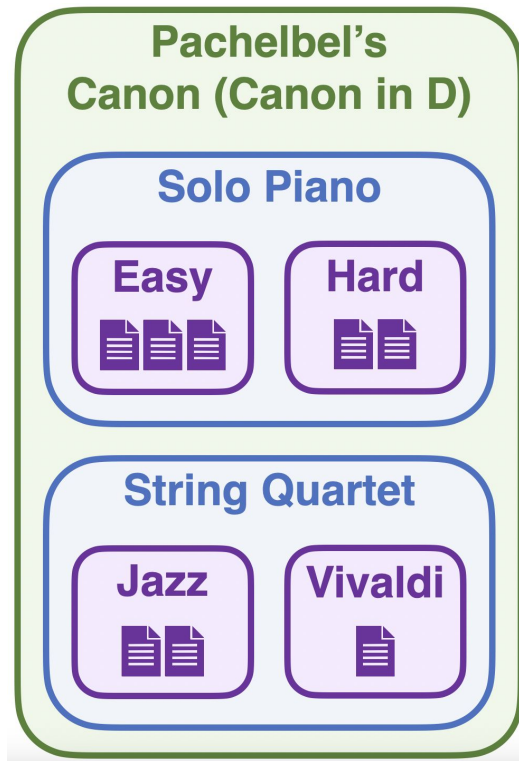 Pachelbel’s
Canon (Canon in D)
Solo Piano
Easy
Hard
String Quartet
Jazz
Vivaldi